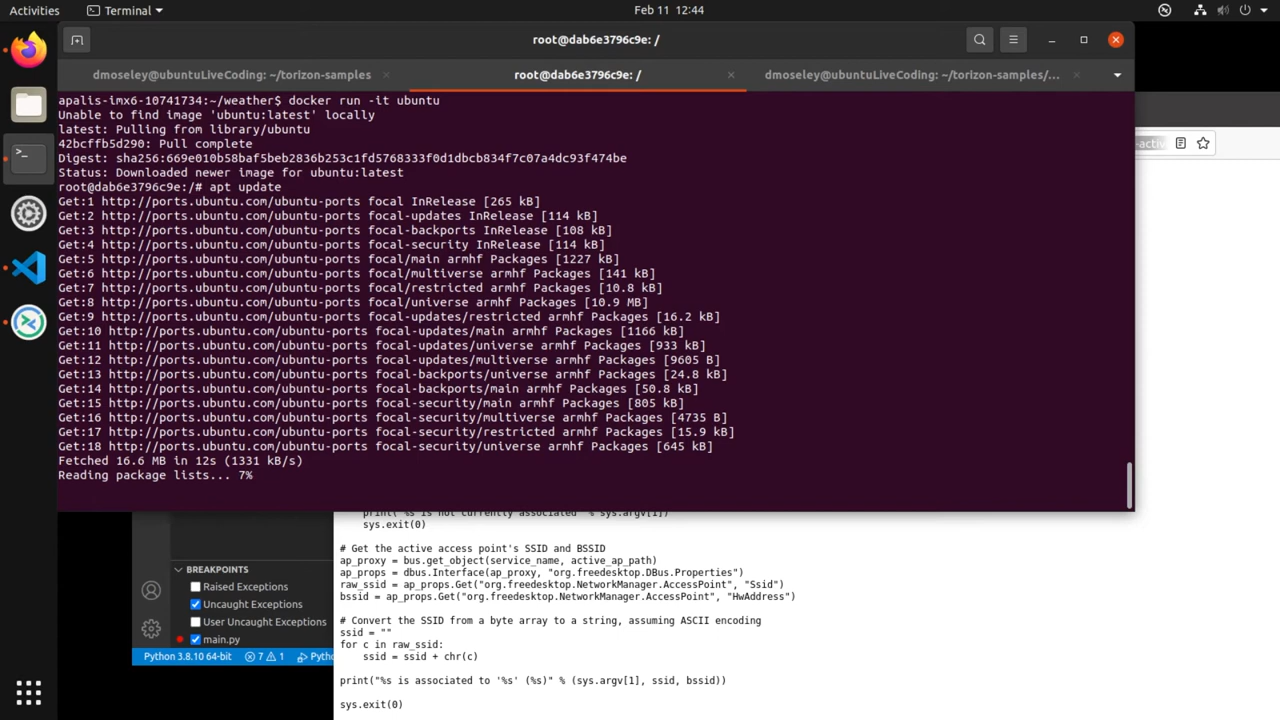 Activities
Terminal
Feb 11 12:44
root@dab6e3796c9e: /
dmoseley@ubuntuLiveCoding: ~/torizon-samples
root@dab6e3796c9e: /
dmoseley@ubuntuLiveCoding: ~/torizon-samples/...
apalis-imx6-10741734:~/weather$ docker run -it ubuntu
Unable to find image 'ubuntu:latest' locally
latest: Pulling from library/ubuntu
42bcffb5d290: Pull complete
Digest: sha256:669e010b58baf5beb2836b253c1fd5768333f0d1dbcb834f7c07a4dc93f474be
Status: Downloaded newer image for ubuntu:latest
root@dab6e3796c9e:/# apt update
Get:1 http://ports.ubuntu.com/ubuntu-ports focal InRelease [265 kB]
Get:2 http://ports.ubuntu.com/ubuntu-ports focal-updates InRelease [114 kB]
Get:3 http://ports.ubuntu.com/ubuntu-ports focal-backports InRelease [108 kB]
Get:4 http://ports.ubuntu.com/ubuntu-ports focal-security InRelease [114 kB]
Get:5 http://ports.ubuntu.com/ubuntu-ports focal/main armhf Packages [1227 kB]
Get:6 http://ports.ubuntu.com/ubuntu-ports focal/multiverse armhf Packages [141 kB]
Get:7 http://ports.ubuntu.com/ubuntu-ports focal/restricted armhf Packages [10.8 kB]
Get:8 http://ports.ubuntu.com/ubuntu-ports focal/universe armhf Packages [10.9 MB]
Get:9 http://ports.ubuntu.com/ubuntu-ports focal-updates/restricted armhf Packages [16.2 kB]
Get:10 http://ports.ubuntu.com/ubuntu-ports focal-updates/main armhf Packages [1166 kB]
Get:11 http://ports.ubuntu.com/ubuntu-ports focal-updates/universe armhf Packages [933 kB]
Get:12 http://ports.ubuntu.com/ubuntu-ports focal-updates/multiverse armhf Packages [9605 B]
Get:13 http://ports.ubuntu.com/ubuntu-ports focal-backports/universe armhf Packages [24.8 kB]
Get:14 http://ports.ubuntu.com/ubuntu-ports focal-backports/main armhf Packages [50.8 kB]
Get:15 http://ports.ubuntu.com/ubuntu-ports focal-security/main armhf Packages [805 kB]
Get:16 http://ports.ubuntu.com/ubuntu-ports focal-security/multiverse armhf Packages [4735 B]
Get:17 http://ports.ubuntu.com/ubuntu-ports focal-security/restricted armhf Packages [15.9 kB]
Get:18 http://ports.ubuntu.com/ubuntu-ports focal-security/universe armhf Packages [645 kB]
Fetched 16.6 MB in 12s (1331 kB/s)
Reading package lists... 7%
print("%s is not currently associated" % sys.argv[1])
sys.exit(0)
# Get the active access point's SSID and BSSID
ap_proxy = bus.get_object(service_name, active_ap_path)
ap_props = dbus.Interface(ap_proxy, "org.freedesktop.DBus.Properties")
raw_ssid = ap_props.Get("org.freedesktop.NetworkManager.AccessPoint", "Ssid")
bssid = ap_props.Get("org.freedesktop.NetworkManager.AccessPoint", "HwAddress")
# Convert the SSID from a byte array to a string, assuming ASCII encoding
ssid = ""
for c in raw_ssid:
ssid = ssid + chr(c)
print("%s is associated to '%s' (%s)" % (sys.argv[1], ssid, bssid))
sys.exit(0)
BREAKPOINTS
Raised Exceptions
Uncaught Exceptions
User Uncaught Exceptions
main.py
Python 3.8.10 64-bit
7
1
Pytho